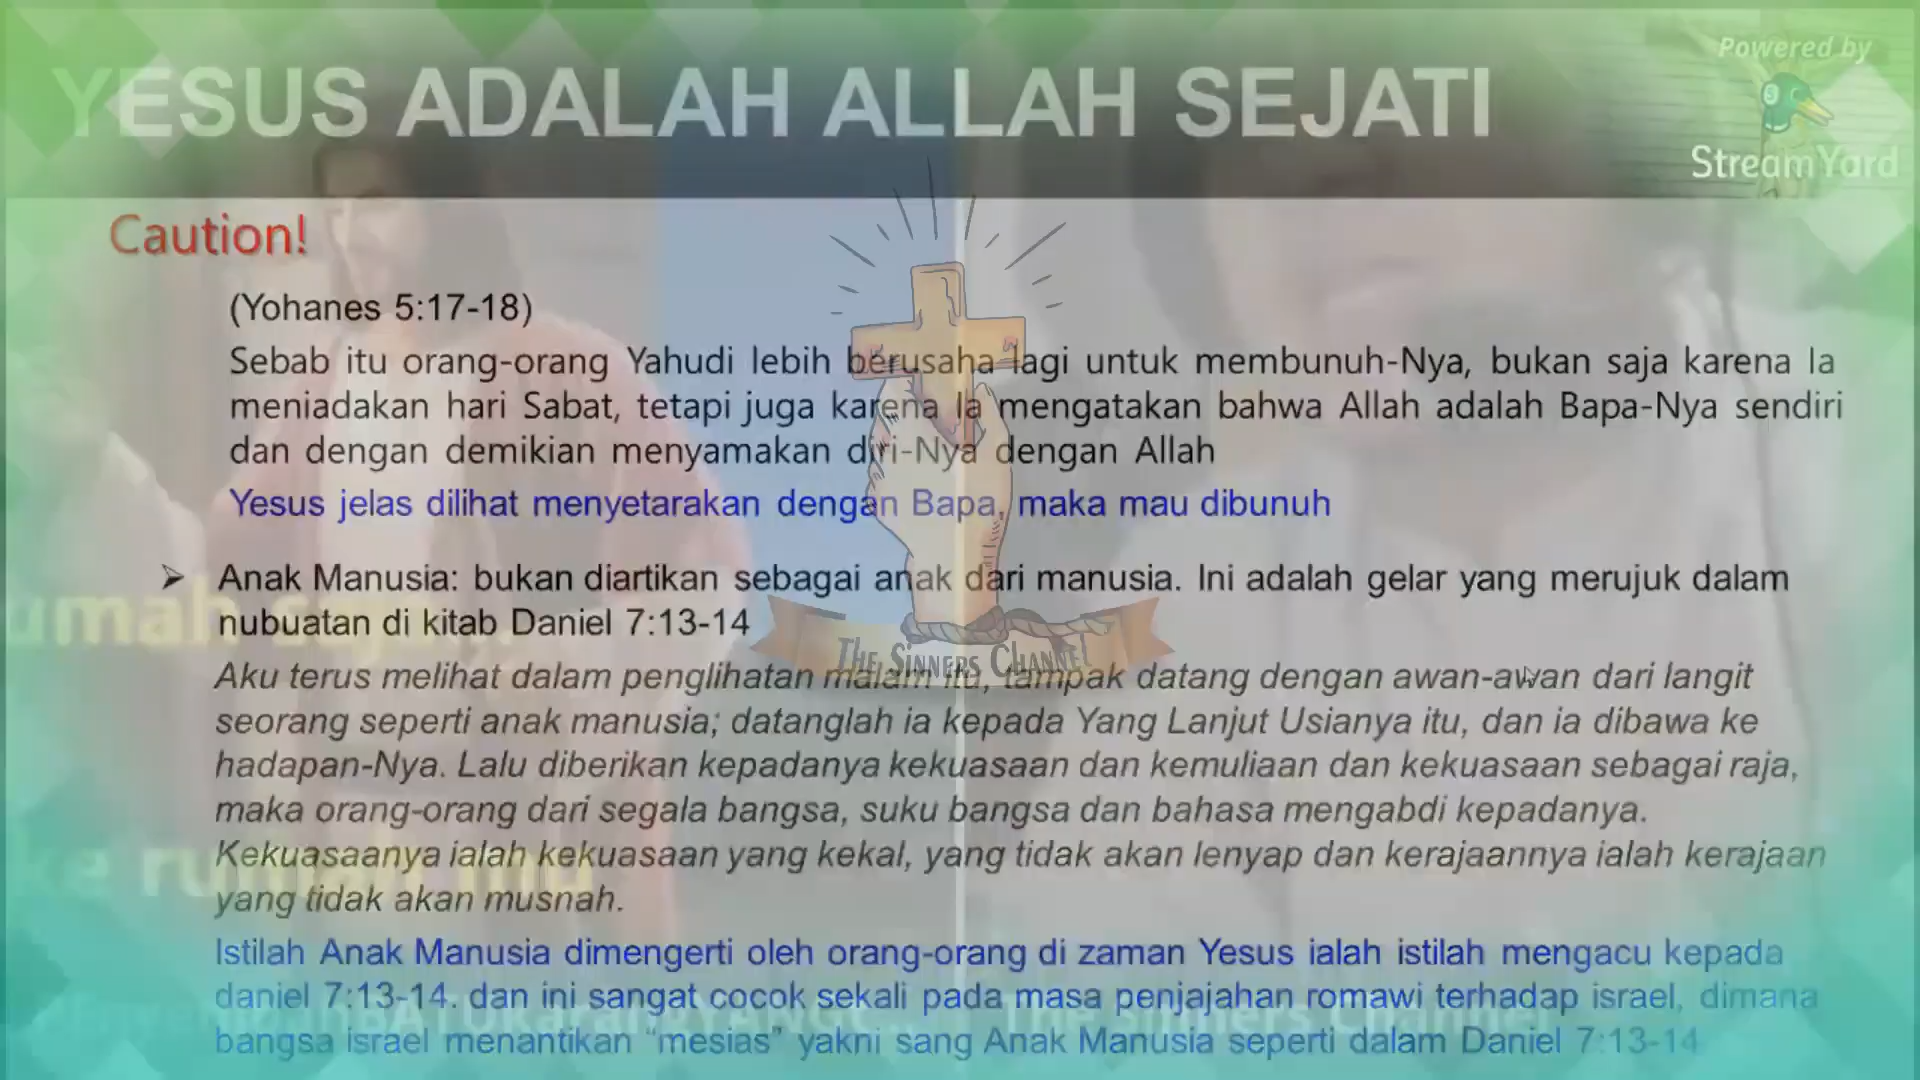 Powered by
YESUS ADALAH ALLAH SEJATI
StreamYard
Caution!
(Yohanes 5:17-18)
Sebab itu orang-orang Yahudi lebih berusaha lagi untuk membunuh-Nya, bukan saja karena Ia
meniadakan hari Sabat, tetapi juga karena Ia mengatakan bahwa Allah adalah Bapa-Nya sendiri
dan dengan demikian menyamakan diri-Nya dengan Allah
Yesus jelas dilihat menyetarakan dengan Bapa, maka mau dibunuh
➢ Anak Manusia: bukan diartikan sebagai anak dari manusia. Ini adalah gelar yang merujuk dalam
nubuatan di kitab Daniel 7:13-14
The Sinners Channel
Aku terus melihat dalam penglihatan malam itu, tampak datang dengan awan-awan dari langit
seorang seperti anak manusia; datanglah ia kepada Yang Lanjut Usianya itu, dan ia dibawa ke
hadapan-Nya. Lalu diberikan kepadanya kekuasaan dan kemuliaan dan kekuasaan sebagai raja,
maka orang-orang dari segala bangsa, suku bangsa dan bahasa mengabdi kepadanya.
Kekuasaanya ialah kekuasaan yang kekal, yang tidak akan lenyap dan kerajaannya ialah kerajaan
yang tidak akan musnah.
Istilah Anak Manusia dimengerti oleh orang-orang di zaman Yesus ialah istilah mengacu kepada
daniel 7:13-14. dan ini sangat cocok sekali pada masa penjajahan romawi terhadap israel, dimana
bangsa israel menantikan “mesias” yakni sang Anak Manusia seperti dalam Daniel 7:13-14